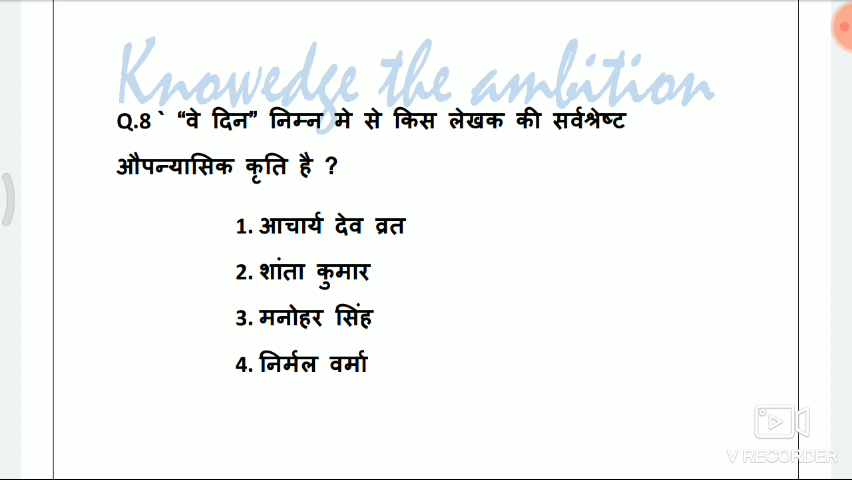 Knowedge the ambition
Q.8 ` “वे दिन” निम्न मे से किस लेखक की सर्वश्रेष्ट
औपन्यासिक कृति है ?
1. आचार्य देव व्रत
2. शांता कुमार
3. मनोहर सिंह
4. निर्मल वर्मा
V RECORDER